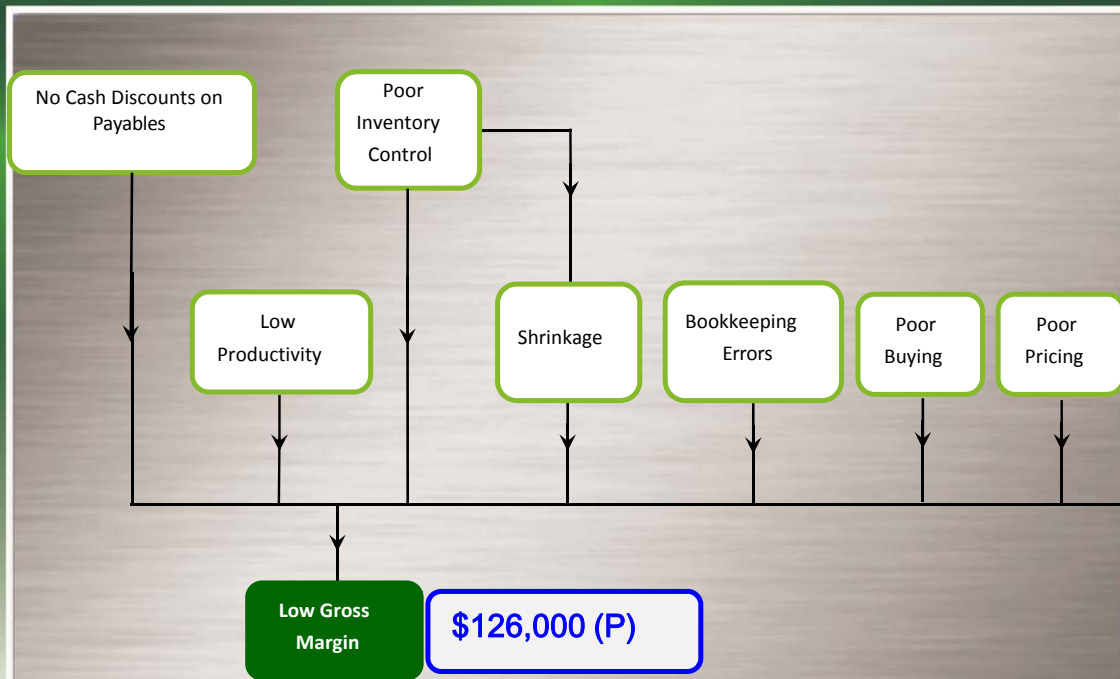 No Cash Discounts on
Payables
Poor
Inventory
Control
Low
Productivity
Shrinkage
Bookkeeping
Errors
Poor
Buying
Poor
Pricing
Low Gross
Margin
$126,000 (P)